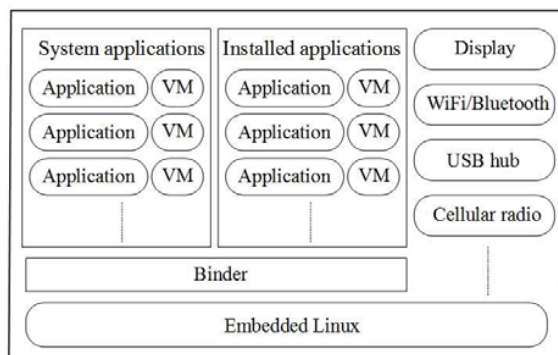 System applications
Application VM
Application VM
Application VM
Installed applications
Application VM
Application VM
Application VM
Display
WiFi/Bluetooth
USB hub
Cellular radio
Binder
Embedded Linux